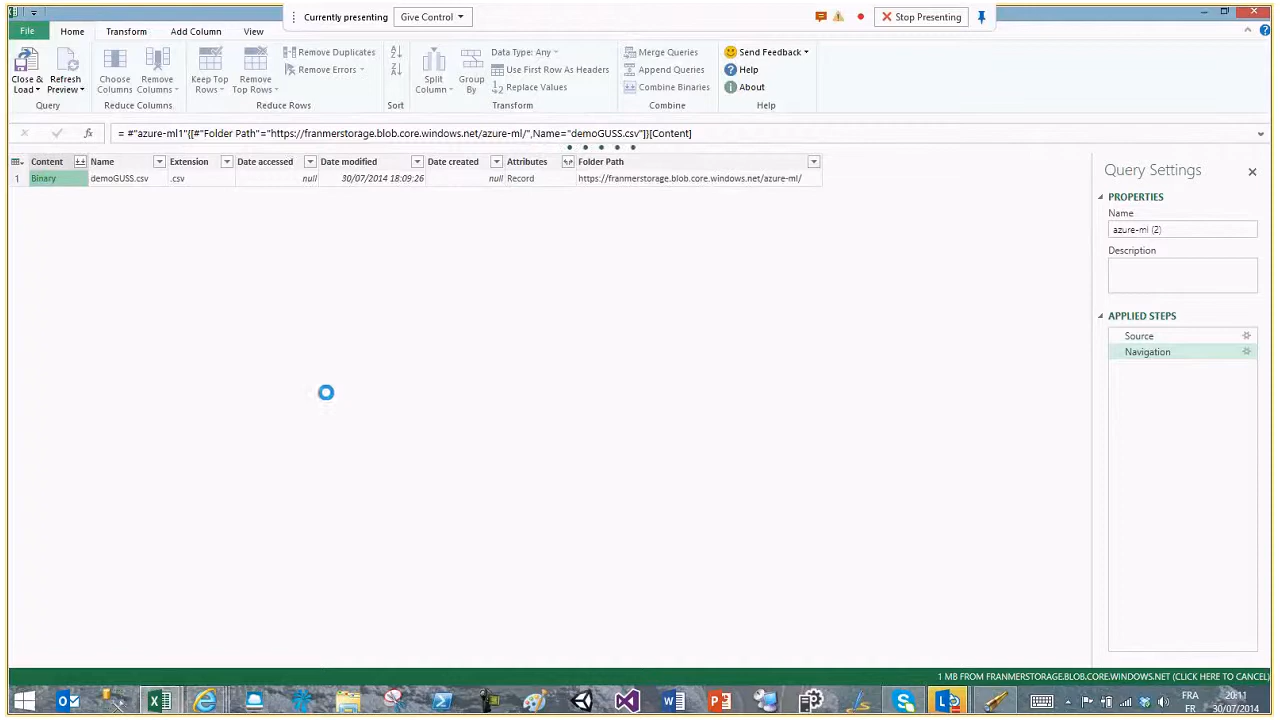 Currently presenting Give Control Stop Presenting
File Home Transform Add Column View
Close & Load Refresh Preview Choose Columns Remove Columns Keep Top Rows Remove Top Rows Remove Duplicates Remove Errors Split Column Group By Data Type: Any Use First Row As Headers Replace Values Merge Queries Append Queries Combine Binaries Send Feedback Help About
Query Reduce Columns Reduce Rows Sort Transform Combine Help
fx = #"azure-ml1"{[#"Folder Path"="https://franmerstorage.blob.core.windows.net/azure-ml/",Name="demoGUSS.csv"]}[Content]
Content Name Extension Date accessed Date modified Date created Attributes Folder Path
1 Binary demoGUSS.csv .csv null 30/07/2014 18:09:26 null Record https://franmerstorage.blob.core.windows.net/azure-ml/
Query Settings
PROPERTIES
Name
azure-ml (2)
Description
APPLIED STEPS
Source
Navigation
1 MB FROM FRANMERSTORAGE.BLOB.CORE.WINDOWS.NET (CLICK HERE TO CANCEL)
FRA 20:11
FR 30/07/2014